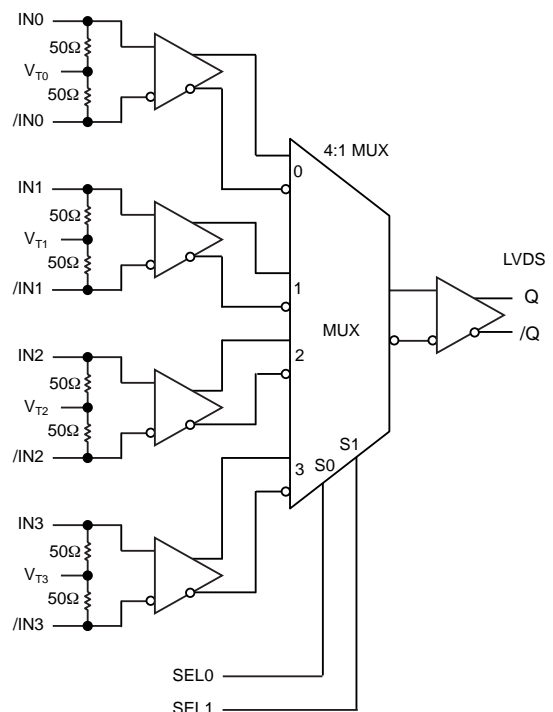 IN0
50Ω
VT0
50Ω
/IN0
4:1 MUX
0
IN1
50Ω
VT1
50Ω
/IN1
1
LVDS
Q
/Q
MUX
IN2
50Ω
VT2
50Ω
/IN2
2
S1
S0
3
IN3
50Ω
VT3
50Ω
/IN3
SEL0
SEL1